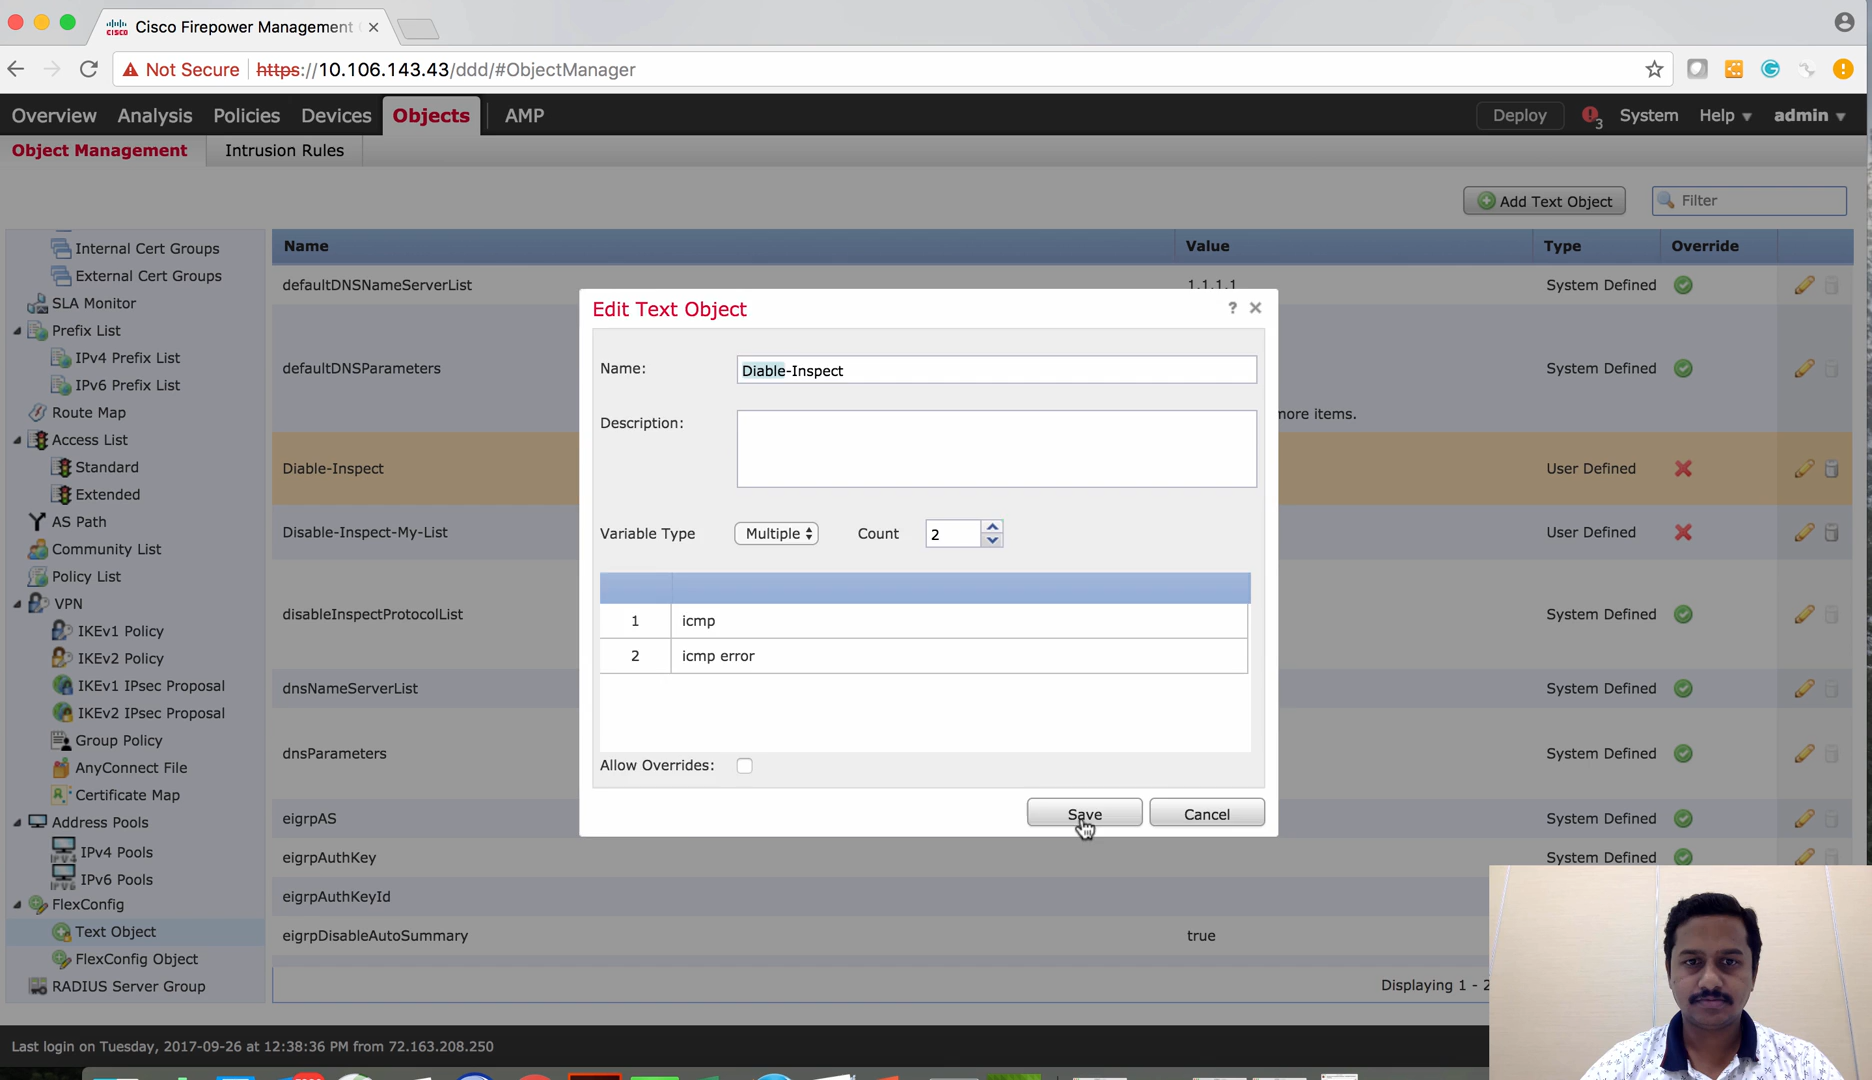 Cisco Firepower Management
Not Secure https://10.106.143.43/ddd/#ObjectManager
Overview Analysis Policies Devices Objects AMP Deploy 3 System Help admin
Object Management Intrusion Rules
Add Text Object Filter
Internal Cert Groups
External Cert Groups
SLA Monitor
Prefix List
IPv4 Prefix List
IPv6 Prefix List
Route Map
Access List
Standard
Extended
AS Path
Community List
Policy List
VPN
IKEv1 Policy
IKEv2 Policy
IKEv1 IPsec Proposal
IKEv2 IPsec Proposal
Group Policy
AnyConnect File
Certificate Map
Address Pools
IPv4 Pools
IPv6 Pools
FlexConfig
Text Object
FlexConfig Object
RADIUS Server Group
Name Value Type Override
defaultDNSNameServerList 1.1.1.1 System Defined
defaultDNSParameters System Defined
more items.
Diable-Inspect User Defined
Disable-Inspect-My-List User Defined
disableInspectProtocolList System Defined
dnsNameServerList System Defined
dnsParameters System Defined
eigrpAS System Defined
eigrpAuthKey System Defined
eigrpAuthKeyId
eigrpDisableAutoSummary true
Displaying 1 - 2
Edit Text Object ?
Name: Diable-Inspect
Description:
Variable Type Multiple Count 2
1 icmp
2 icmp error
Allow Overrides:
Save Cancel
Last login on Tuesday, 2017-09-26 at 12:38:36 PM from 72.163.208.250